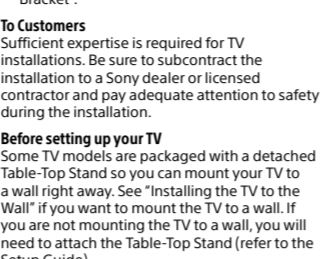 Bracket".
To Customers
Sufficient expertise is required for TV
installations. Be sure to subcontract the
installation to a Sony dealer or licensed
contractor and pay adequate attention to safety
during the installation.
Before setting up your TV
Some TV models are packaged with a detached
Table-Top Stand so you can mount your TV to
a wall right away. See “Installing the TV to the
Wall” if you want to mount the TV to a wall. If
you are not mounting the TV to a wall, you will
need to attach the Table-Top Stand (refer to the
Setup Guide)